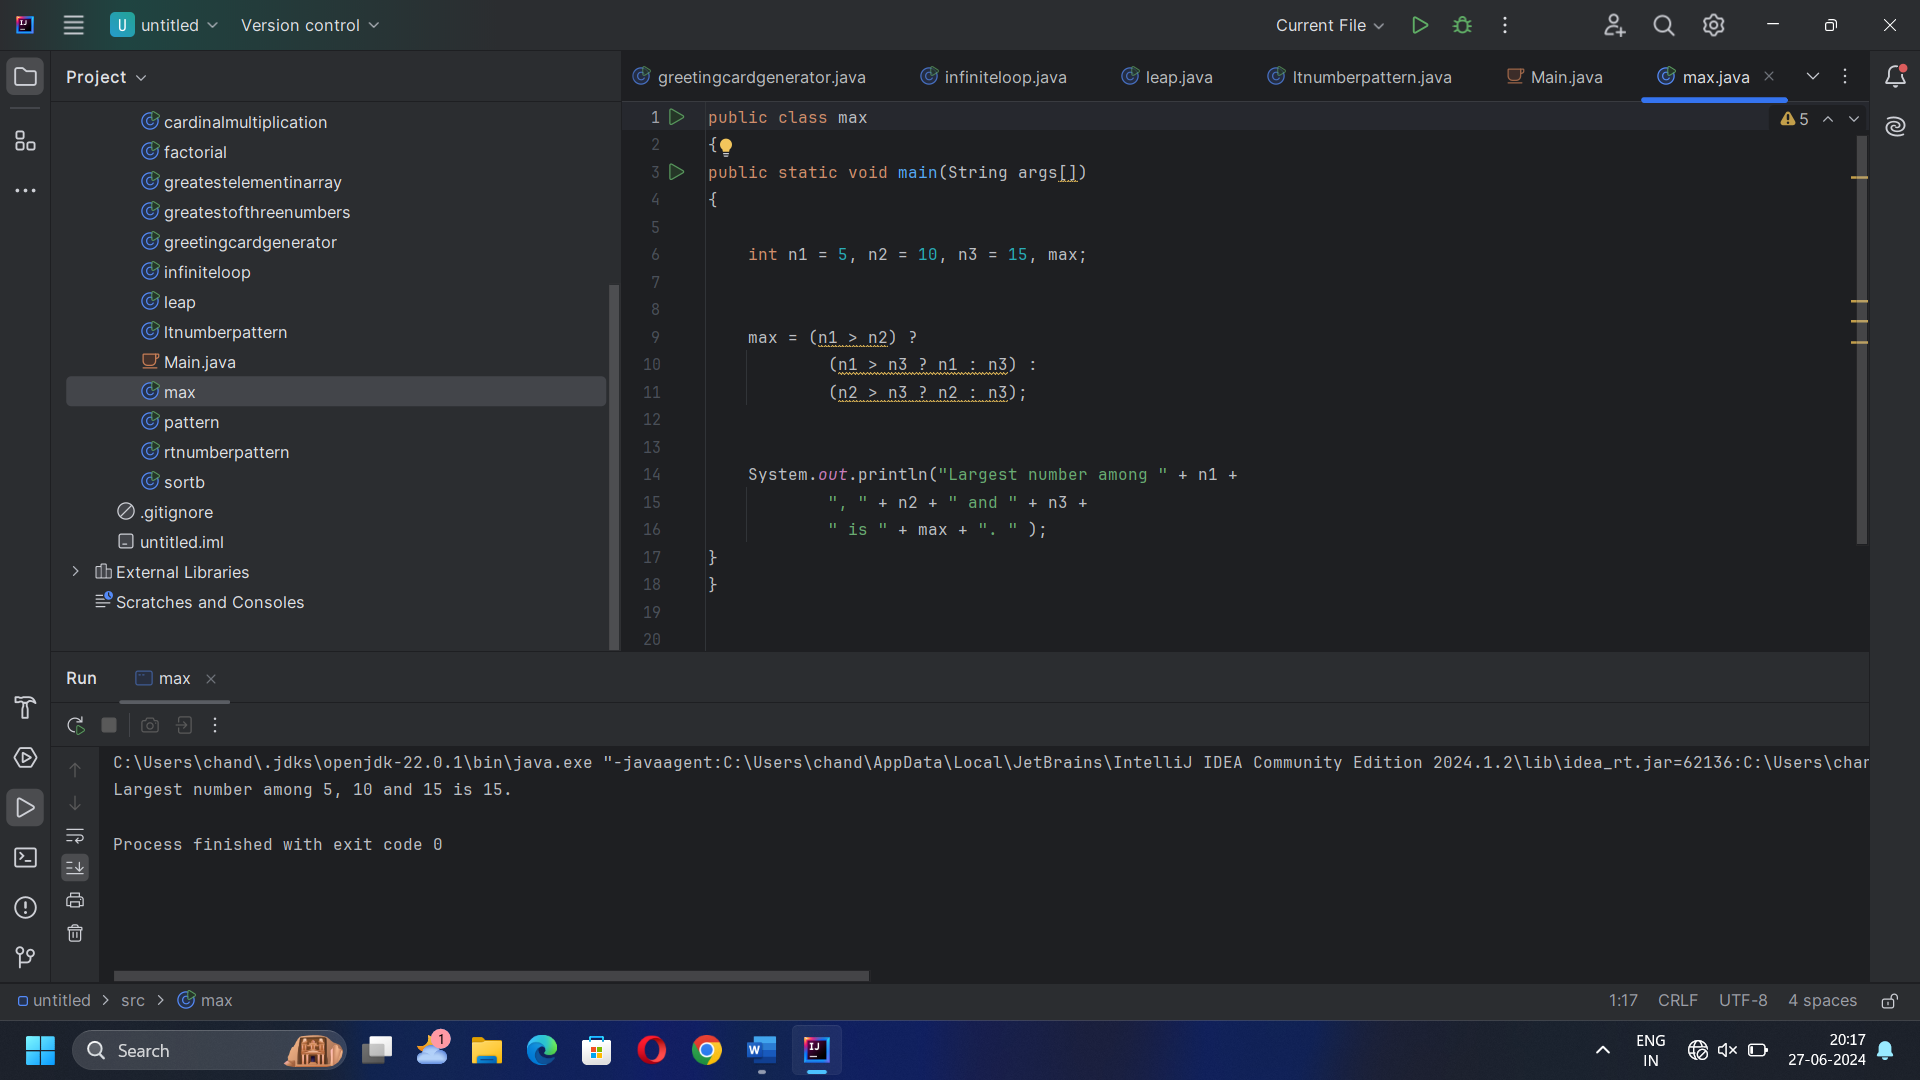 U untitled Version control Current File
Project
greetingcardgenerator.java infiniteloop.java leap.java ltnumberpattern.java Main.java max.java
cardinalmultiplication
factorial
greatestelementinarray
greatestofthreenumbers
greetingcardgenerator
infiniteloop
leap
ltnumberpattern
Main.java
max
pattern
rtnumberpattern
sortb
.gitignore
untitled.iml
External Libraries
Scratches and Consoles
5
1 public class max
2 {
3 public static void main(String args[])
4 {
5
6 int n1 = 5, n2 = 10, n3 = 15, max;
7
8
9 max = (n1 > n2) ?
10 (n1 > n3 ? n1 : n3) :
11 (n2 > n3 ? n2 : n3);
12
13
14 System.out.println("Largest number among " + n1 +
15 ", " + n2 + " and " + n3 +
16 " is " + max + ". " );
17 }
18 }
19
20
Run max
C:\Users\chand\.jdks\openjdk-22.0.1\bin\java.exe "-javaagent:C:\Users\chand\AppData\Local\JetBrains\IntelliJ IDEA Community Edition 2024.1.2\lib\idea_rt.jar=62136:C:\Users\chan
Largest number among 5, 10 and 15 is 15.
Process finished with exit code 0
untitled > src > max 1:17 CRLF UTF-8 4 spaces
Search 1 ENG 20:17
IN 27-06-2024